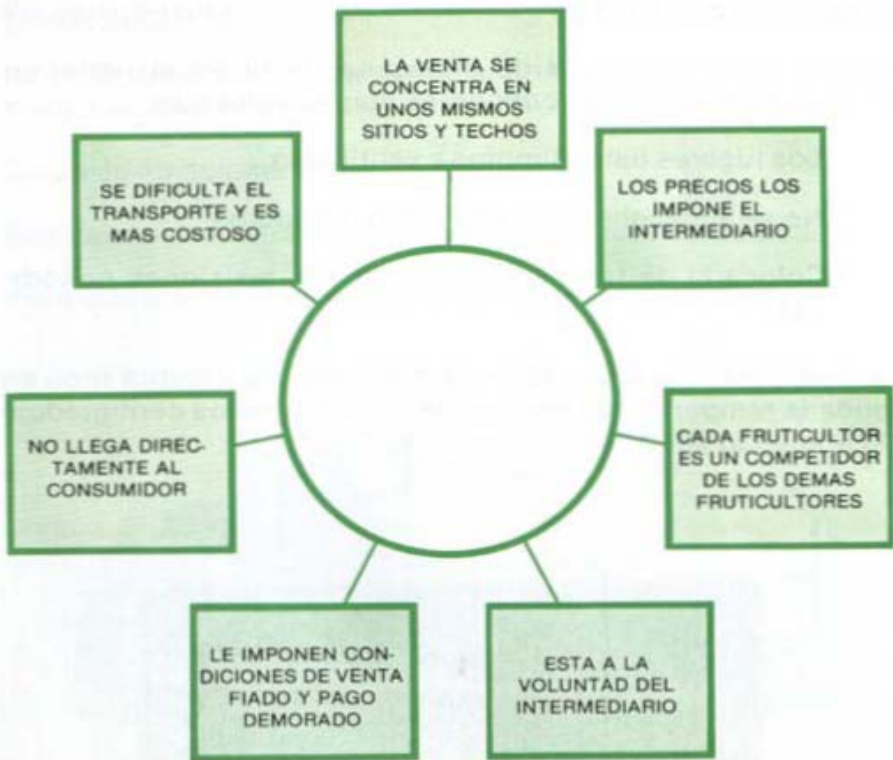 LA VENTA SE
CONCENTRA EN
UNOS MISMOS
SITIOS Y TECHOS
SE DIFICULTA EL
TRANSPORTE Y ES
MAS COSTOSO
LOS PRECIOS LOS
IMPONE EL
INTERMEDIARIO
NO LLEGA DIREC-
TAMENTE AL
CONSUMIDOR
CADA FRUTICULTOR
ES UN COMPETIDOR
DE LOS DEMAS
FRUTICULTORES
LE IMPONEN CON-
DICIONES DE VENTA
FIADO Y PAGO
DEMORADO
ESTA A LA
VOLUNTAD DEL
INTERMEDIARIO